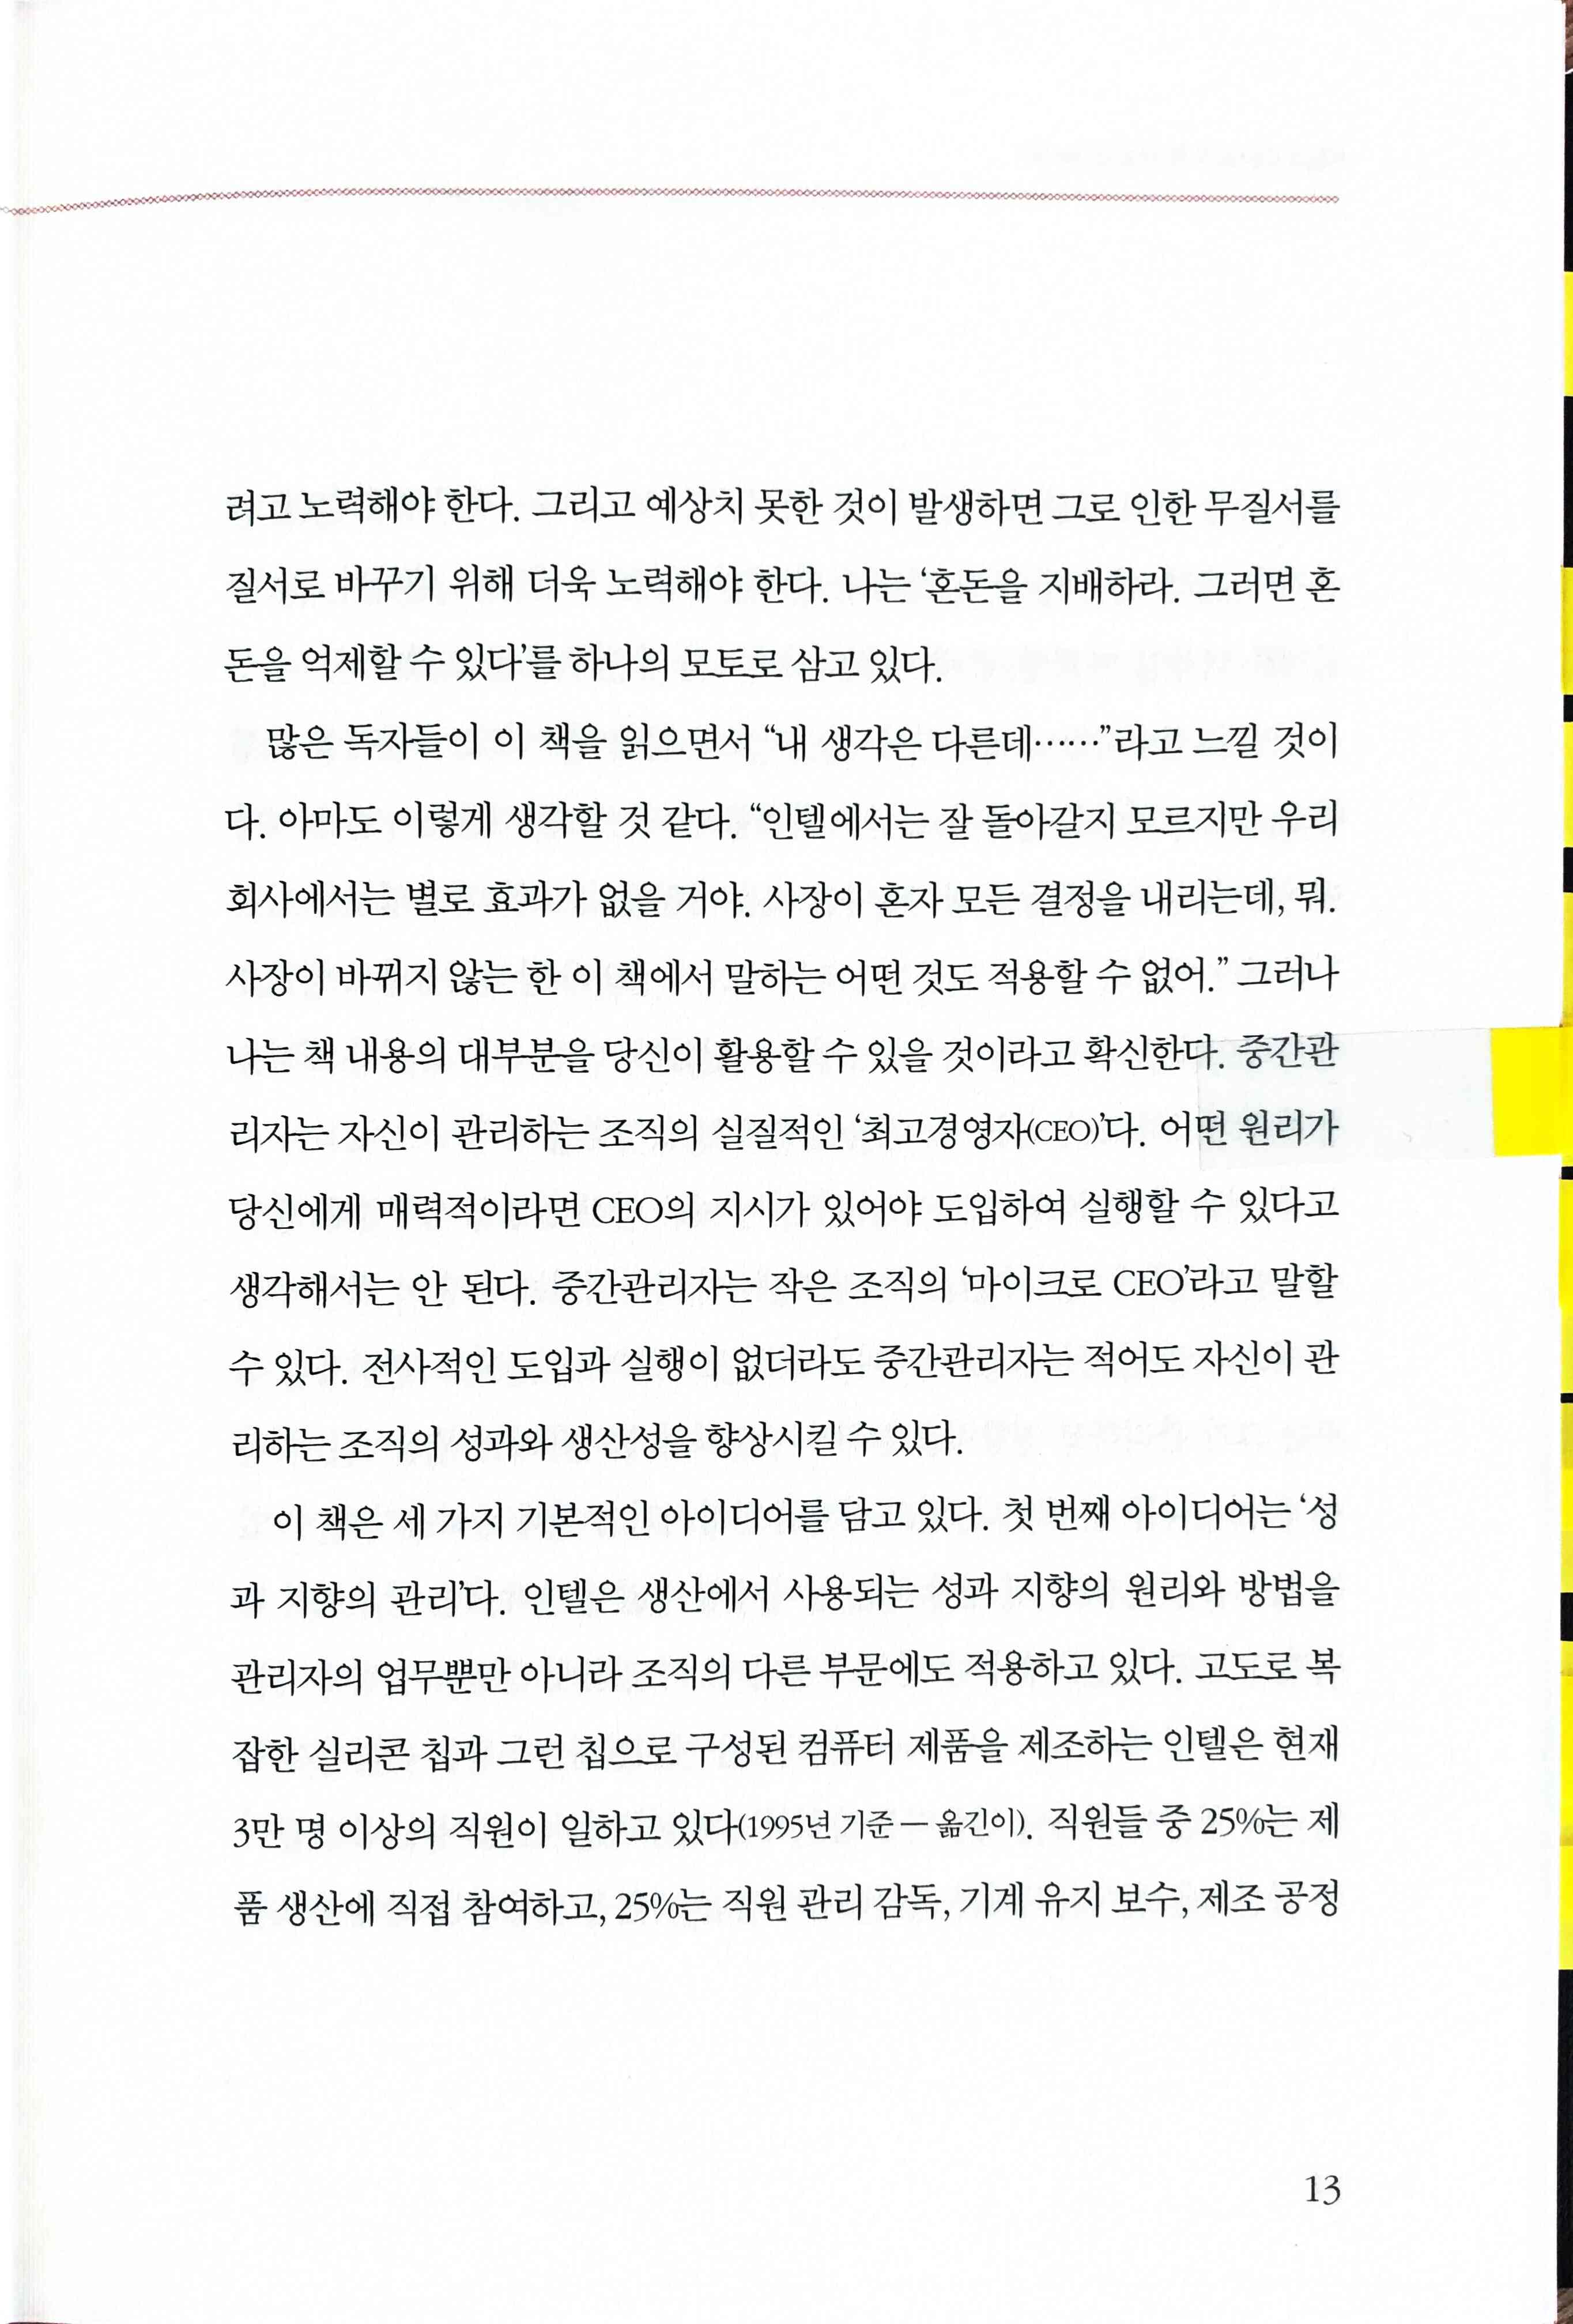 려고 노력해야 한다. 그리고 예상치 못한 것이 발생하면 그로 인한 무질서를
질서로 바꾸기 위해 더욱 노력해야 한다. 나는 ‘혼돈을 지배하라. 그러면 혼
돈을 억제할 수 있다’를 하나의 모토로 삼고 있다.
많은 독자들이 이 책을 읽으면서 “내 생각은 다른데……”라고 느낄 것이
다. 아마도 이렇게 생각할 것 같다. “인텔에서는 잘 돌아갈지 모르지만 우리
회사에서는 별로 효과가 없을 거야. 사장이 혼자 모든 결정을 내리는데, 뭐.
사장이 바뀌지 않는 한 이 책에서 말하는 어떤 것도 적용할 수 없어.” 그러나
나는 책 내용의 대부분을 당신이 활용할 수 있을 것이라고 확신한다. 중간관
리자는 자신이 관리하는 조직의 실질적인 ‘최고경영자(CEO)’다. 어떤 원리가
당신에게 매력적이라면 CEO의 지시가 있어야 도입하여 실행할 수 있다고
생각해서는 안 된다. 중간관리자는 작은 조직의 ‘마이크로 CEO’라고 말할
수 있다. 전사적인 도입과 실행이 없더라도 중간관리자는 적어도 자신이 관
리하는 조직의 성과와 생산성을 향상시킬 수 있다.
이 책은 세 가지 기본적인 아이디어를 담고 있다. 첫 번째 아이디어는 ‘성
과 지향의 관리’다. 인텔은 생산에서 사용되는 성과 지향의 원리와 방법을
관리자의 업무뿐만 아니라 조직의 다른 부문에도 적용하고 있다. 고도로 복
잡한 실리콘 칩과 그런 칩으로 구성된 컴퓨터 제품을 제조하는 인텔은 현재
3만 명 이상의 직원이 일하고 있다(1995년 기준 — 옮긴이). 직원들 중 25%는 제
품 생산에 직접 참여하고, 25%는 직원 관리 감독, 기계 유지 보수, 제조 공정
13